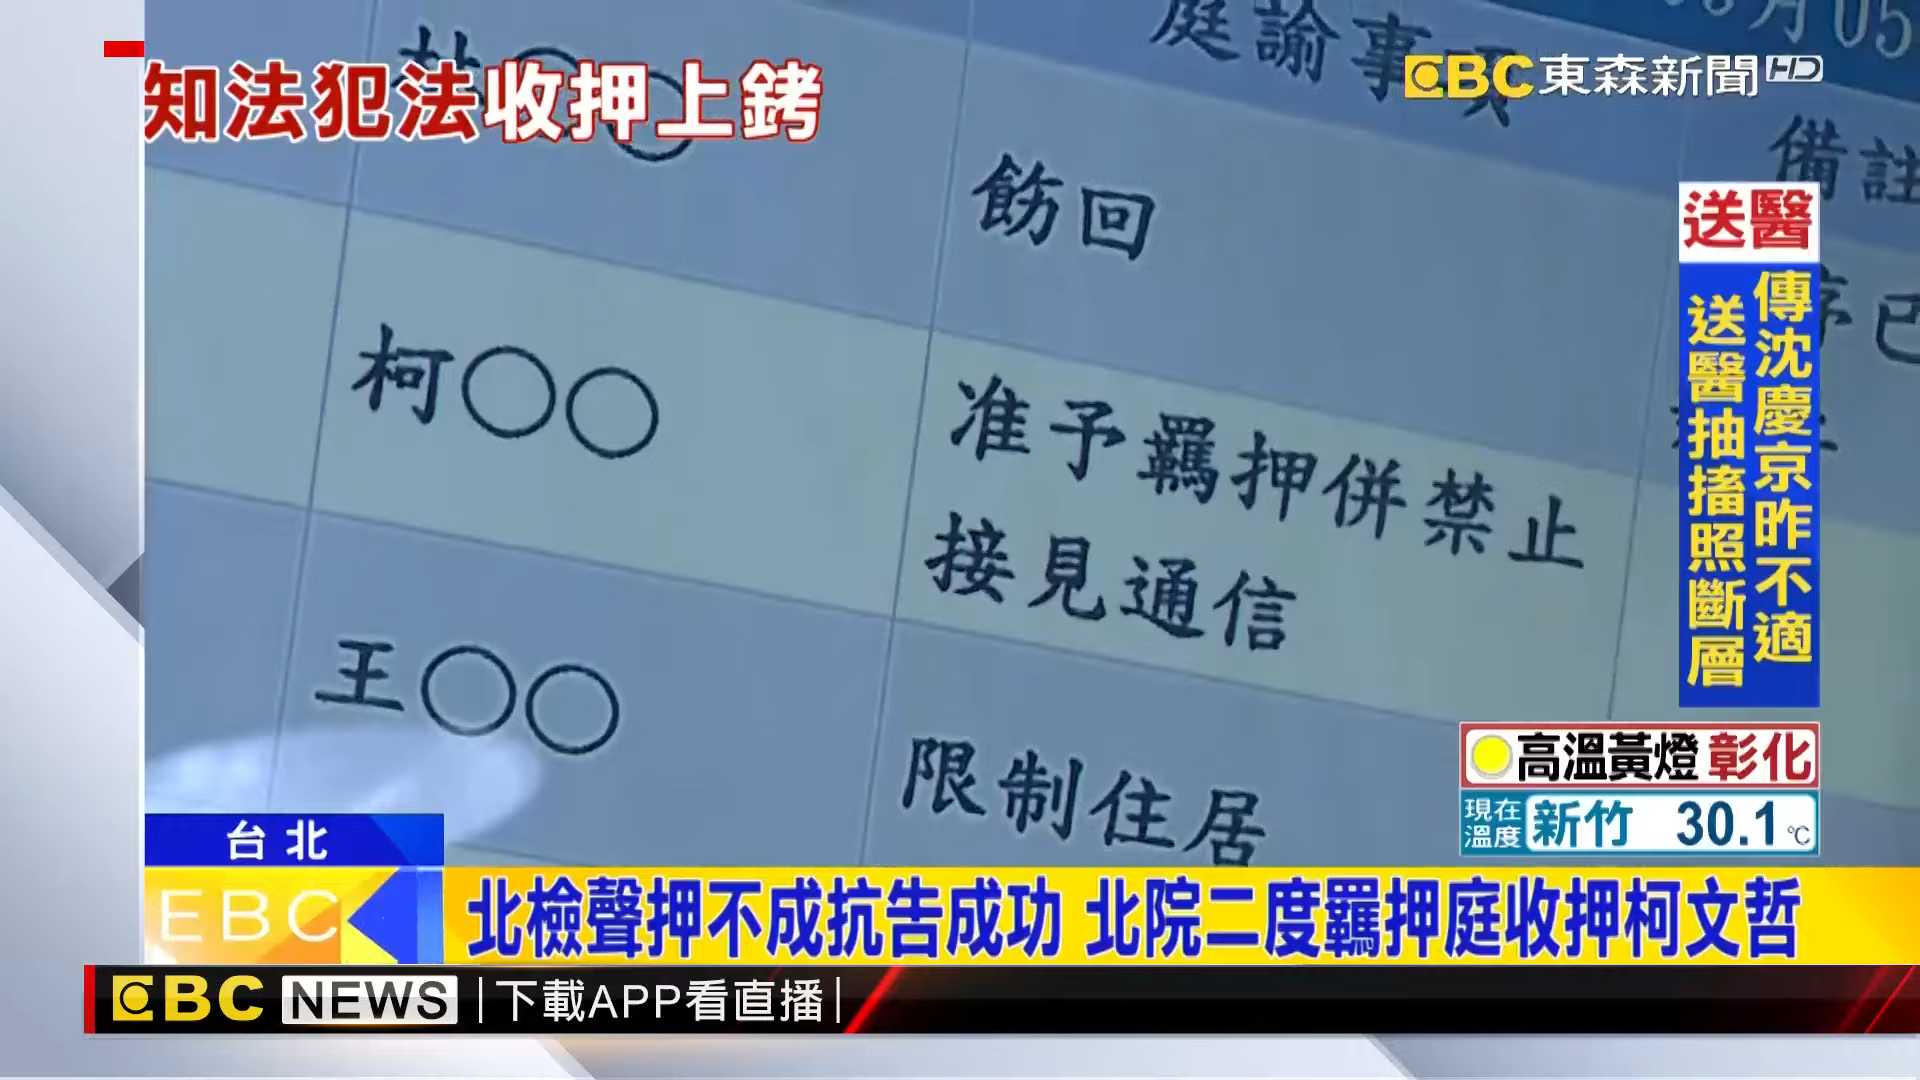 知法犯法收押上銬
EBC東森新聞HD
月05
庭諭事項
備註
飭回
柯○○
准予羈押併禁止
接見通信
王○○
限制住居
送醫
傳沈慶京昨不適
送醫抽搐照斷層
高溫黃燈 彰化
現在溫度 新竹 30.1℃
台北
EBC
北檢聲押不成抗告成功 北院二度羈押庭收押柯文哲
EBC NEWS 下載APP看直播